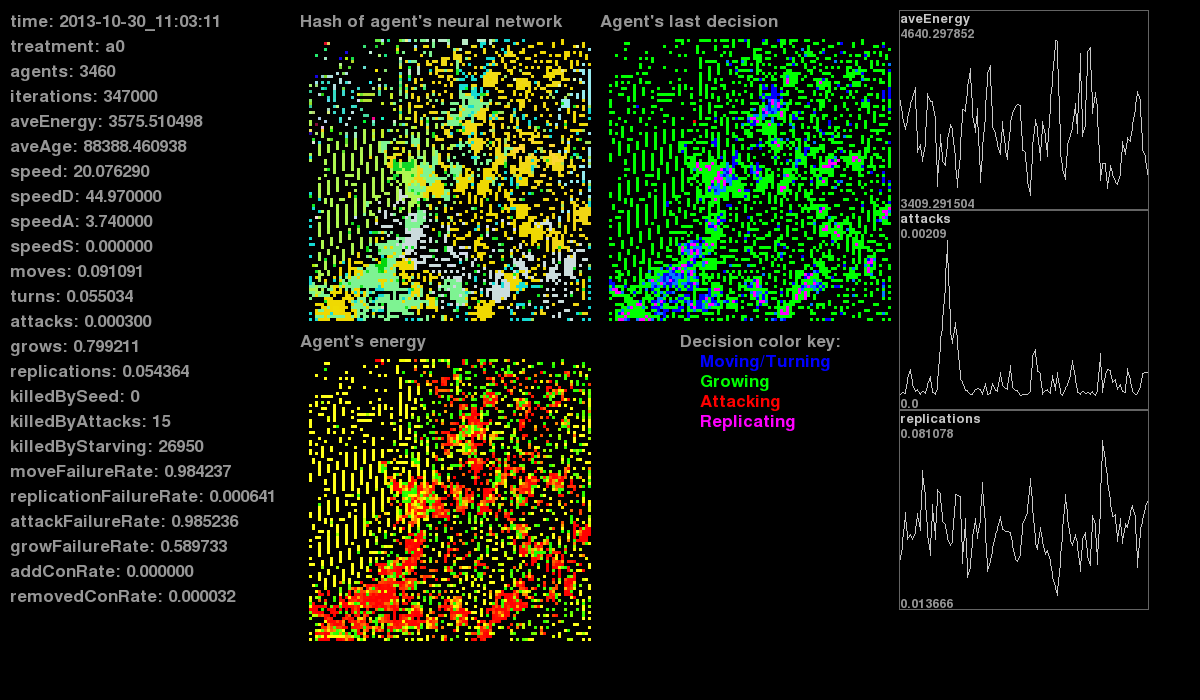 time: 2013-10-30_11:03:11
treatment: a0
agents: 3460
iterations: 347000
aveEnergy: 3575.510498
aveAge: 88388.460938
speed: 20.076290
speedD: 44.970000
speedA: 3.740000
speedS: 0.000000
moves: 0.091091
turns: 0.055034
attacks: 0.000300
grows: 0.799211
replications: 0.054364
killedBySeed: 0
killedByAttacks: 15
killedByStarving: 26950
moveFailureRate: 0.984237
replicationFailureRate: 0.000641
attackFailureRate: 0.985236
growFailureRate: 0.589733
addConRate: 0.000000
removedConRate: 0.000032
Hash of agent's neural network
Agent's last decision
Agent's energy
Decision color key:
Moving/Turning
Growing
Attacking
Replicating
aveEnergy
4640.297852
3409.291504
attacks
0.00209
0.0
replications
0.081078
0.013666